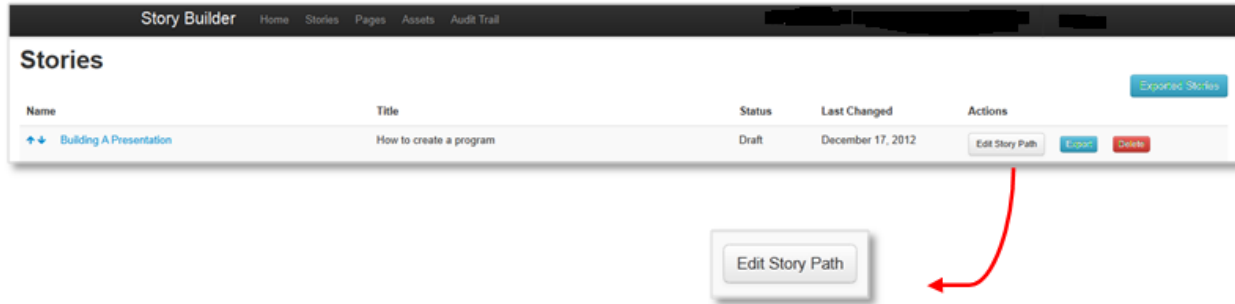 Story Builder Home Stories Pages Assets Audit Trail
Stories
Exported Stories
Name Title Status Last Changed Actions
Building A Presentation How to create a program Draft December 17, 2012 Edit Story Path Export Delete
Edit Story Path